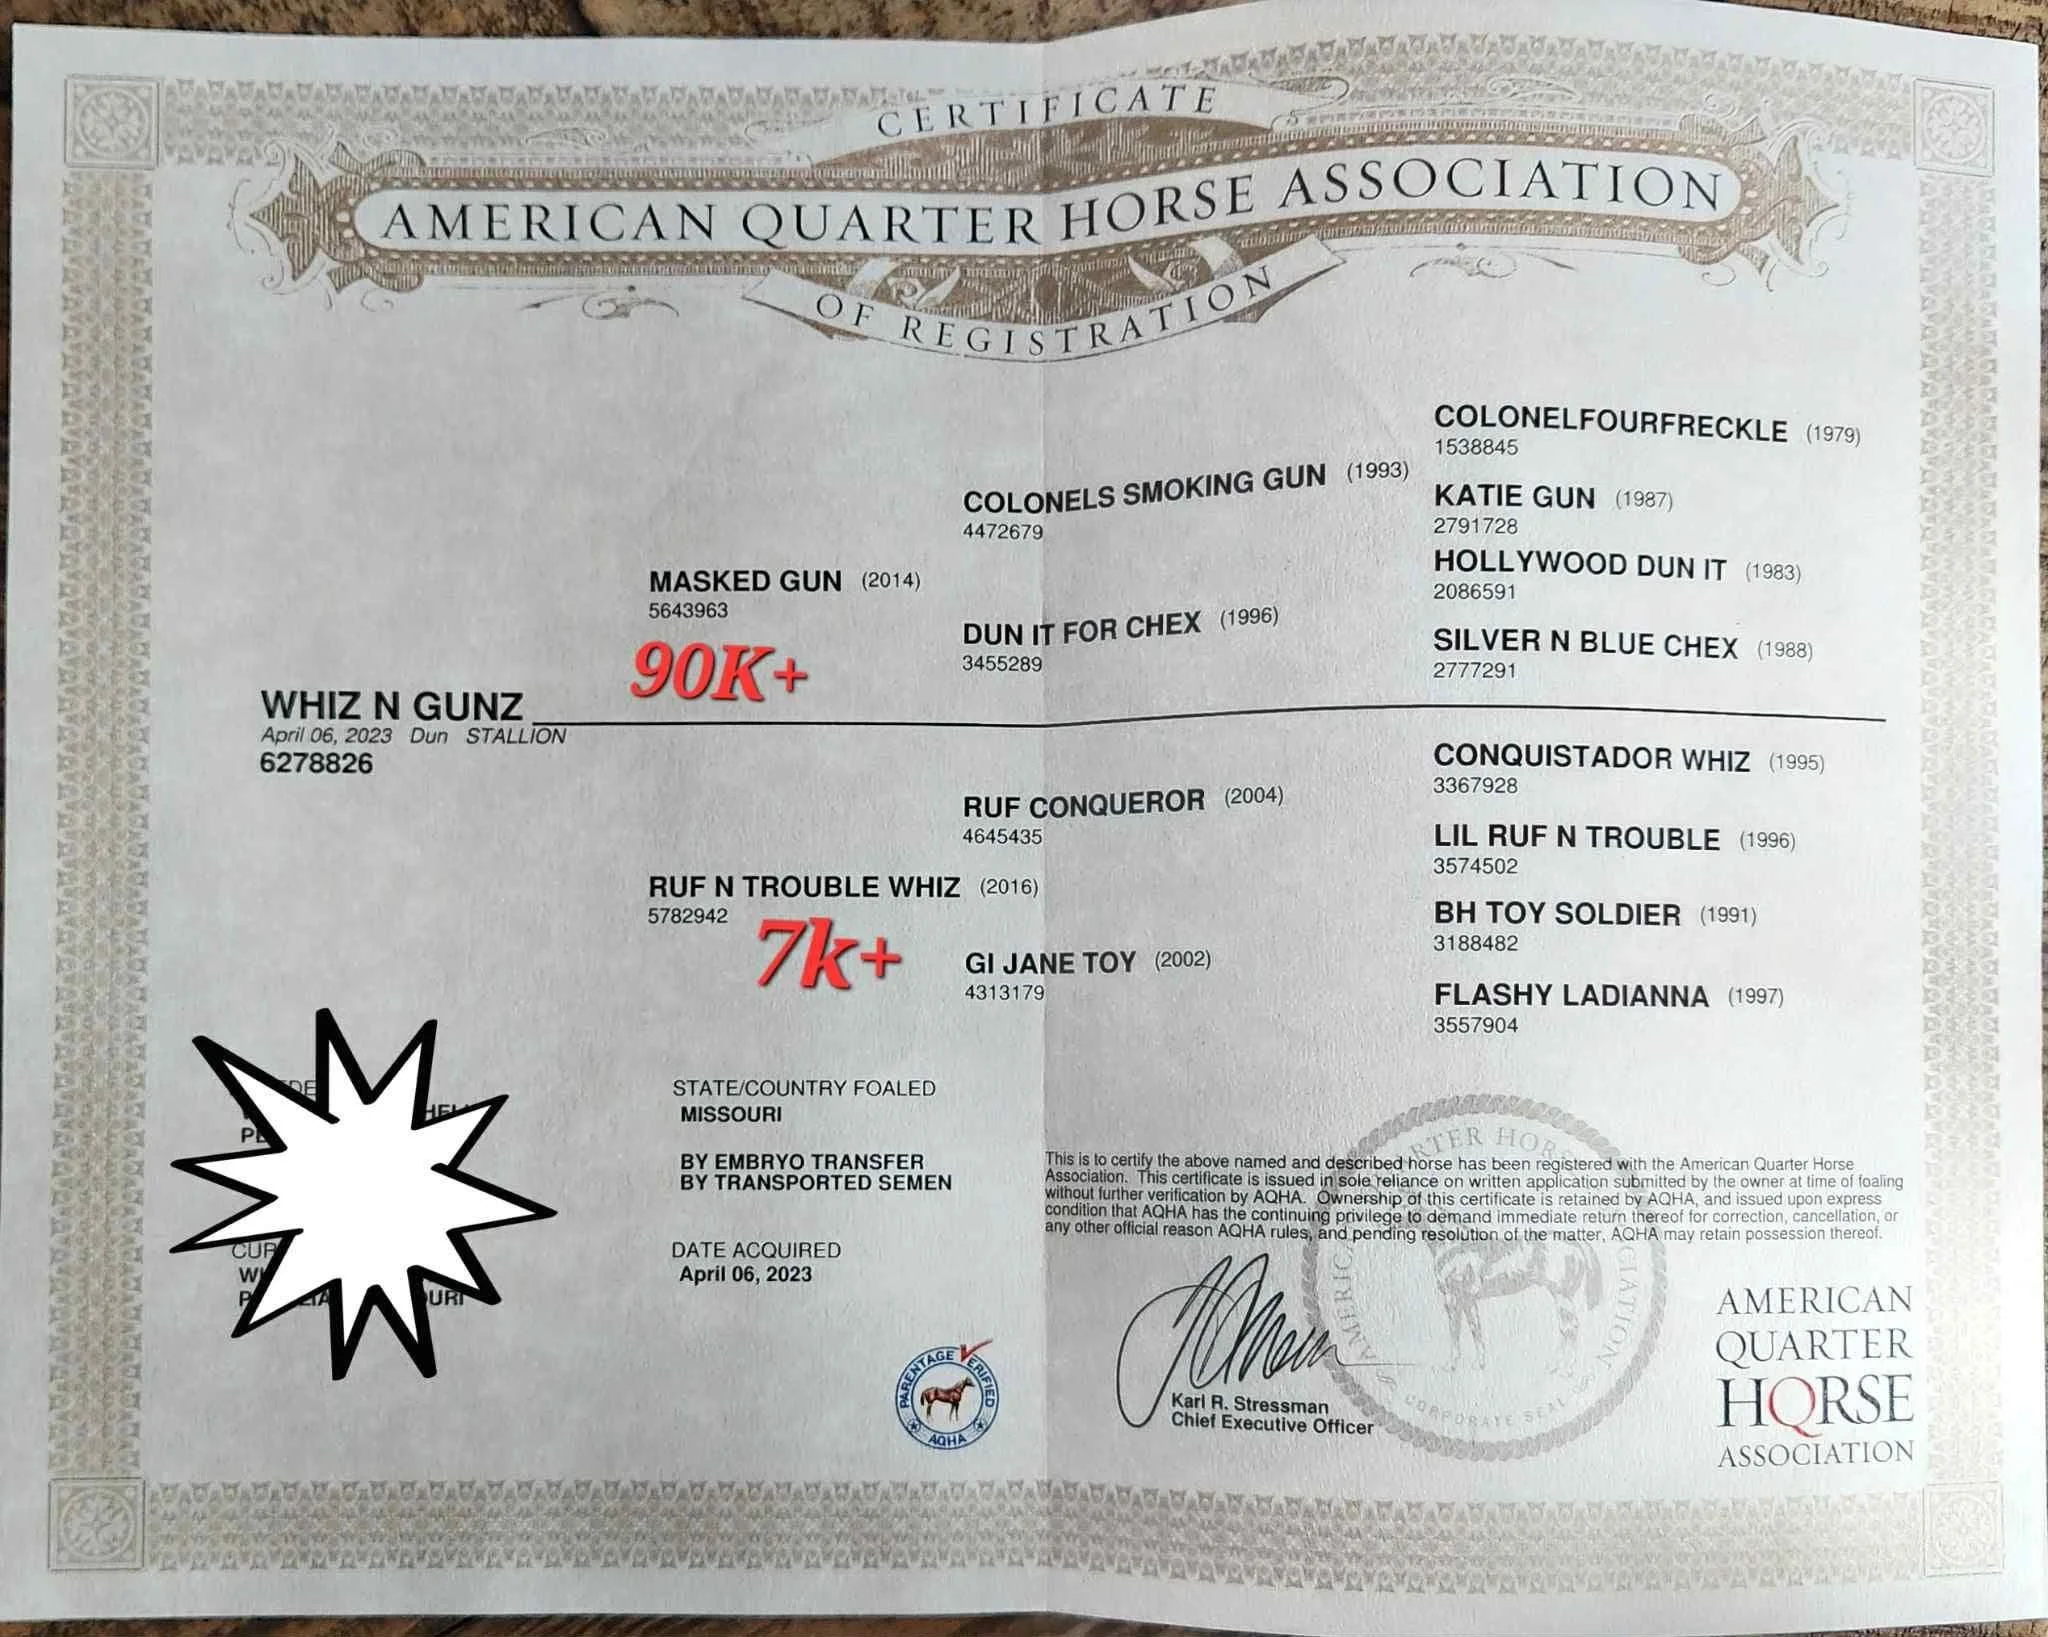 CERTIFICATE
AMERICAN QUARTER HORSE ASSOCIATION
OF REGISTRATION
WHIZ N GUNZ
April 06, 2023 Dun STALLION
6278826
MASKED GUN (2014)
5643963
90K+
RUF N TROUBLE WHIZ (2016)
5782942
7k+
COLONELS SMOKING GUN (1993)
4472679
DUN IT FOR CHEX (1996)
3455289
RUF CONQUEROR (2004)
4645435
GI JANE TOY (2002)
4313179
COLONELFOURFRECKLE (1979)
1538845
KATIE GUN (1987)
2791728
HOLLYWOOD DUN IT (1983)
2086591
SILVER N BLUE CHEX (1988)
2777291
CONQUISTADOR WHIZ (1995)
3367928
LIL RUF N TROUBLE (1996)
3574502
BH TOY SOLDIER (1991)
3188482
FLASHY LADIANNA (1997)
3557904
STATE/COUNTRY FOALED
MISSOURI
BY EMBRYO TRANSFER
BY TRANSPORTED SEMEN
DATE ACQUIRED
April 06, 2023
PARENTAGE VERIFIED
AQHA
This is to certify the above named and described horse has been registered with the American Quarter Horse
Association. This certificate is issued in sole reliance on written application submitted by the owner at time of foaling
without further verification by AQHA. Ownership of this certificate is retained by AQHA, and issued upon express
condition that AQHA has the continuing privilege to demand immediate return thereof for correction, cancellation, or
any other official reason AQHA rules, and pending resolution of the matter, AQHA may retain possession thereof.
Karl R. Stressman
Chief Executive Officer
CORPORATE SEAL
AMERICAN
QUARTER
HORSE
ASSOCIATION